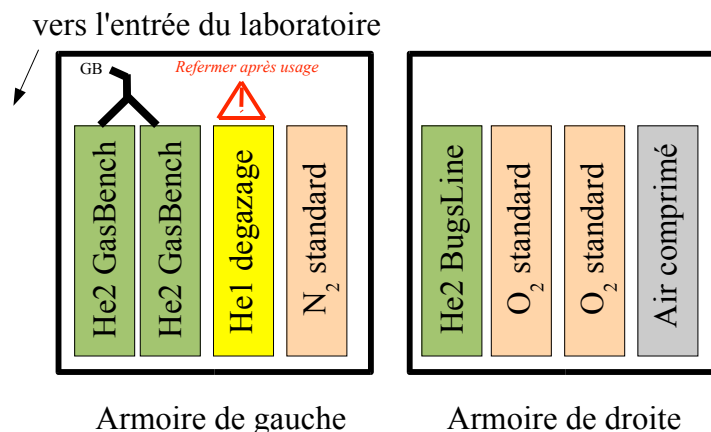 vers l'entrée du laboratoire
GB
Refermer après usage
!
He2 GasBench
He2 GasBench
He1 degazage
N2 standard
He2 BugsLine
O2 standard
O2 standard
Air comprimé
Armoire de gauche
Armoire de droite